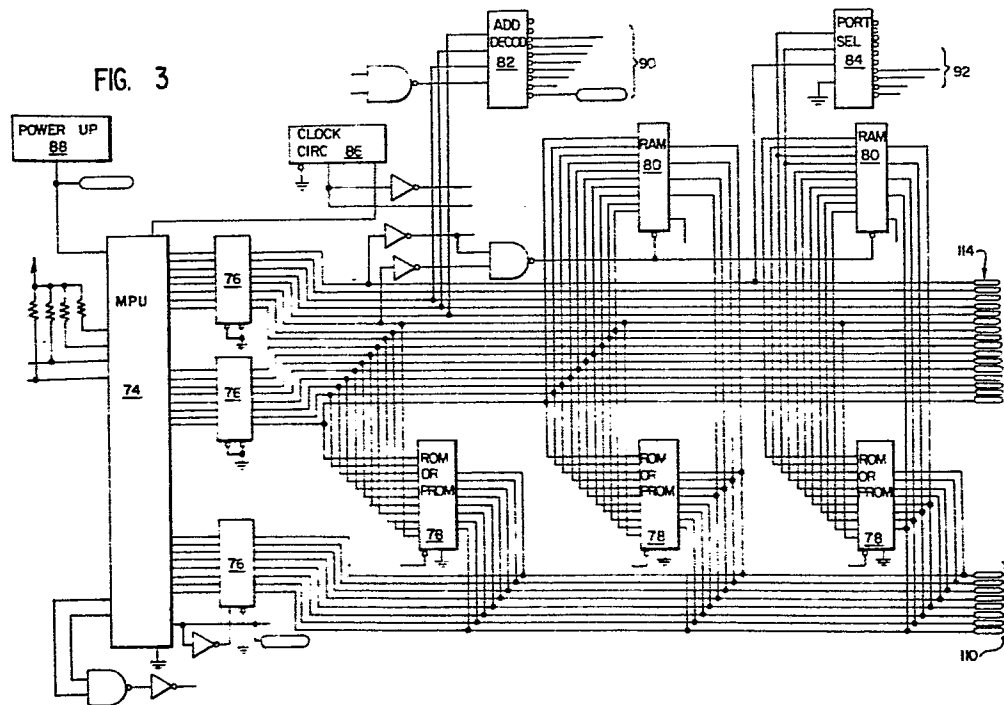 FIG. 3
ADD
DECOD
82
90
PORT
SEL
84
92
POWER UP
88
CLOCK
CIRC 86
RAM
80
RAM
80
114
MPU
74
76
76
76
ROM
OR
PROM
78
ROM
OR
PROM
78
ROM
OR
PROM
78
110